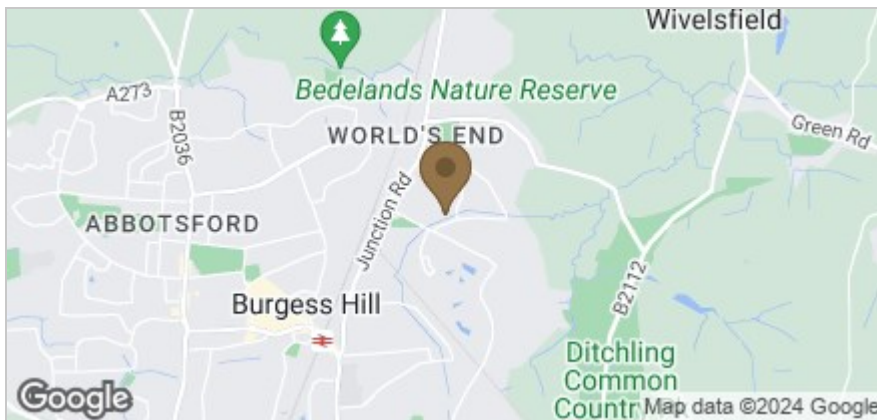 Wivelsfield
Bedelands Nature Reserve
A273
B2036
WORLD'S END
Green Rd
Junction Rd
ABBOTSFORD
B2112
Burgess Hill
Ditchling
Common
Countr
Google
Map data ©2024 Google